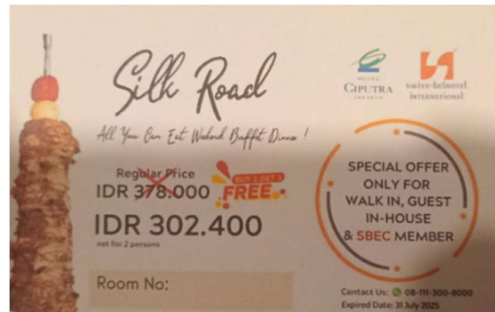 Silk Road
HOTEL
CIPUTRA
JAKARTA
swiss-belhotel
international
All You Can Eat Weekend Buffet Dinner !
Regular Price
IDR 378.000
BUY 1 GET 1
FREE
IDR 302.400
net for 2 persons
SPECIAL OFFER
ONLY FOR
WALK IN, GUEST
IN-HOUSE
& SBEC MEMBER
Room No:
Contact Us: 08-111-300-8000
Expired Date: 31 July 2025